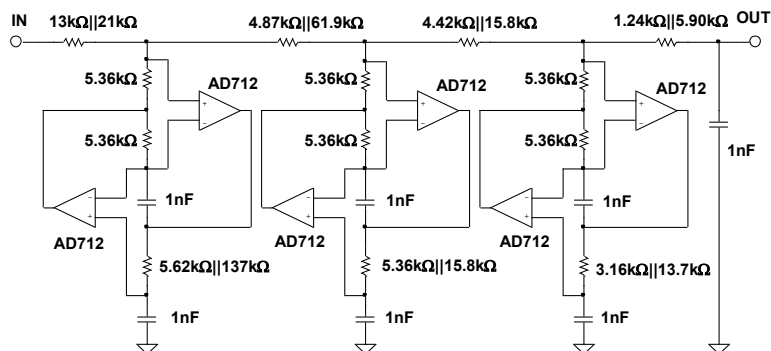 IN
13kΩ||21kΩ
4.87kΩ||61.9kΩ
4.42kΩ||15.8kΩ
1.24kΩ||5.90kΩ
OUT
5.36kΩ
AD712
5.36kΩ
AD712
5.36kΩ
AD712
+
−
+
−
+
−
5.36kΩ
5.36kΩ
5.36kΩ
1nF
−
+
1nF
−
+
1nF
−
+
1nF
AD712
AD712
AD712
5.62kΩ||137kΩ
5.36kΩ||15.8kΩ
3.16kΩ||13.7kΩ
1nF
1nF
1nF